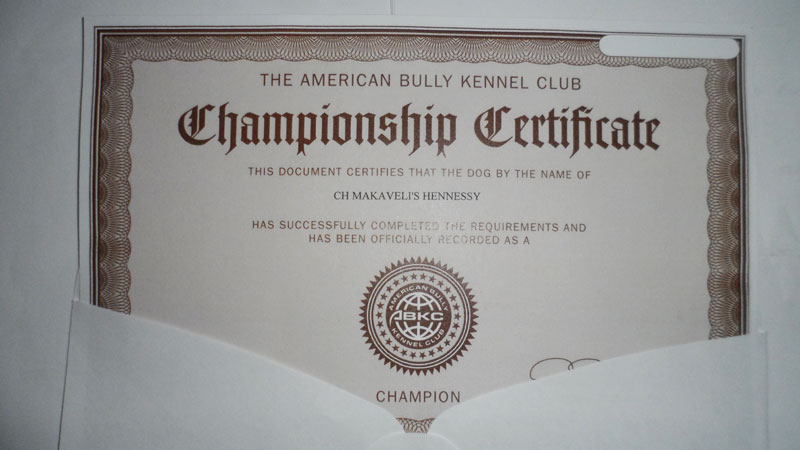 THE AMERICAN BULLY KENNEL CLUB
Championship Certificate
THIS DOCUMENT CERTIFIES THAT THE DOG BY THE NAME OF
CH MAKAVELI'S HENNESSY
HAS SUCCESSFULLY COMPLETED THE REQUIREMENTS AND
HAS BEEN OFFICIALLY RECORDED AS A
AMERICAN BULLY
ABKC
KENNEL CLUB
CHAMPION